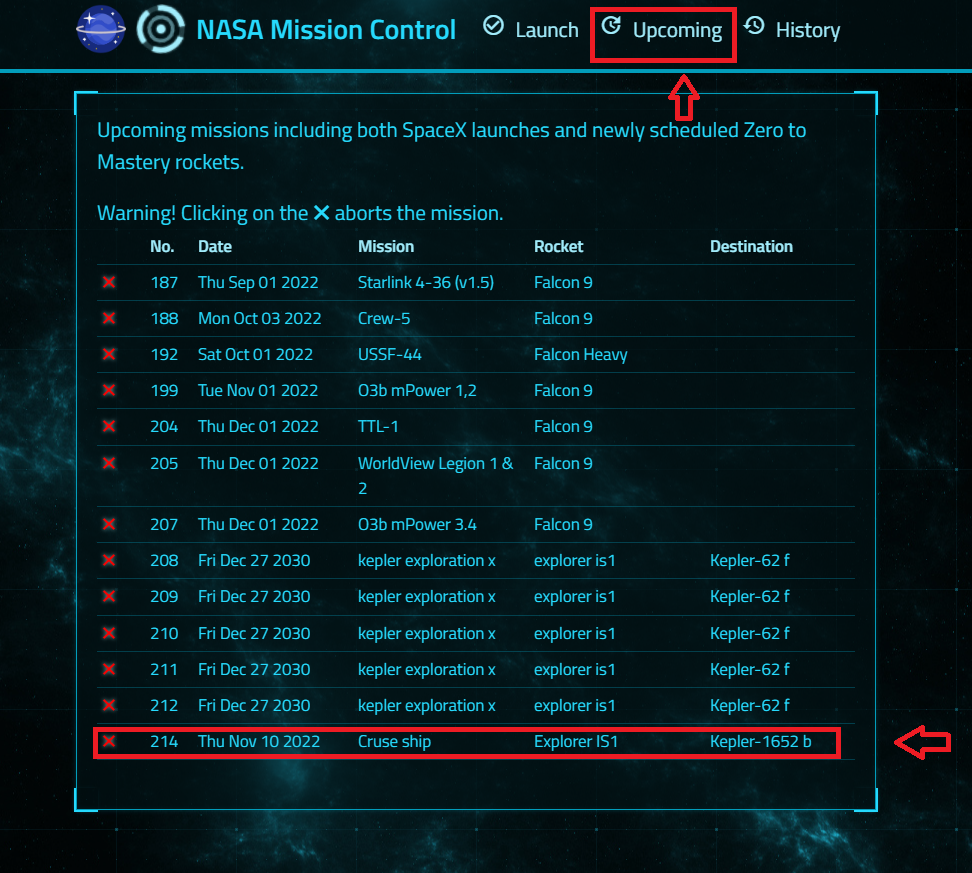 NASA Mission Control Launch Upcoming History
Upcoming missions including both SpaceX launches and newly scheduled Zero to
Mastery rockets.
Warning! Clicking on the ✕ aborts the mission.
No. Date Mission Rocket Destination
187 Thu Sep 01 2022 Starlink 4-36 (v1.5) Falcon 9
188 Mon Oct 03 2022 Crew-5 Falcon 9
192 Sat Oct 01 2022 USSF-44 Falcon Heavy
199 Tue Nov 01 2022 O3b mPower 1,2 Falcon 9
204 Thu Dec 01 2022 TTL-1 Falcon 9
205 Thu Dec 01 2022 WorldView Legion 1 & Falcon 9
2
207 Thu Dec 01 2022 O3b mPower 3.4 Falcon 9
208 Fri Dec 27 2030 kepler exploration x explorer is1 Kepler-62 f
209 Fri Dec 27 2030 kepler exploration x explorer is1 Kepler-62 f
210 Fri Dec 27 2030 kepler exploration x explorer is1 Kepler-62 f
211 Fri Dec 27 2030 kepler exploration x explorer is1 Kepler-62 f
212 Fri Dec 27 2030 kepler exploration x explorer is1 Kepler-62 f
214 Thu Nov 10 2022 Cruse ship Explorer IS1 Kepler-1652 b